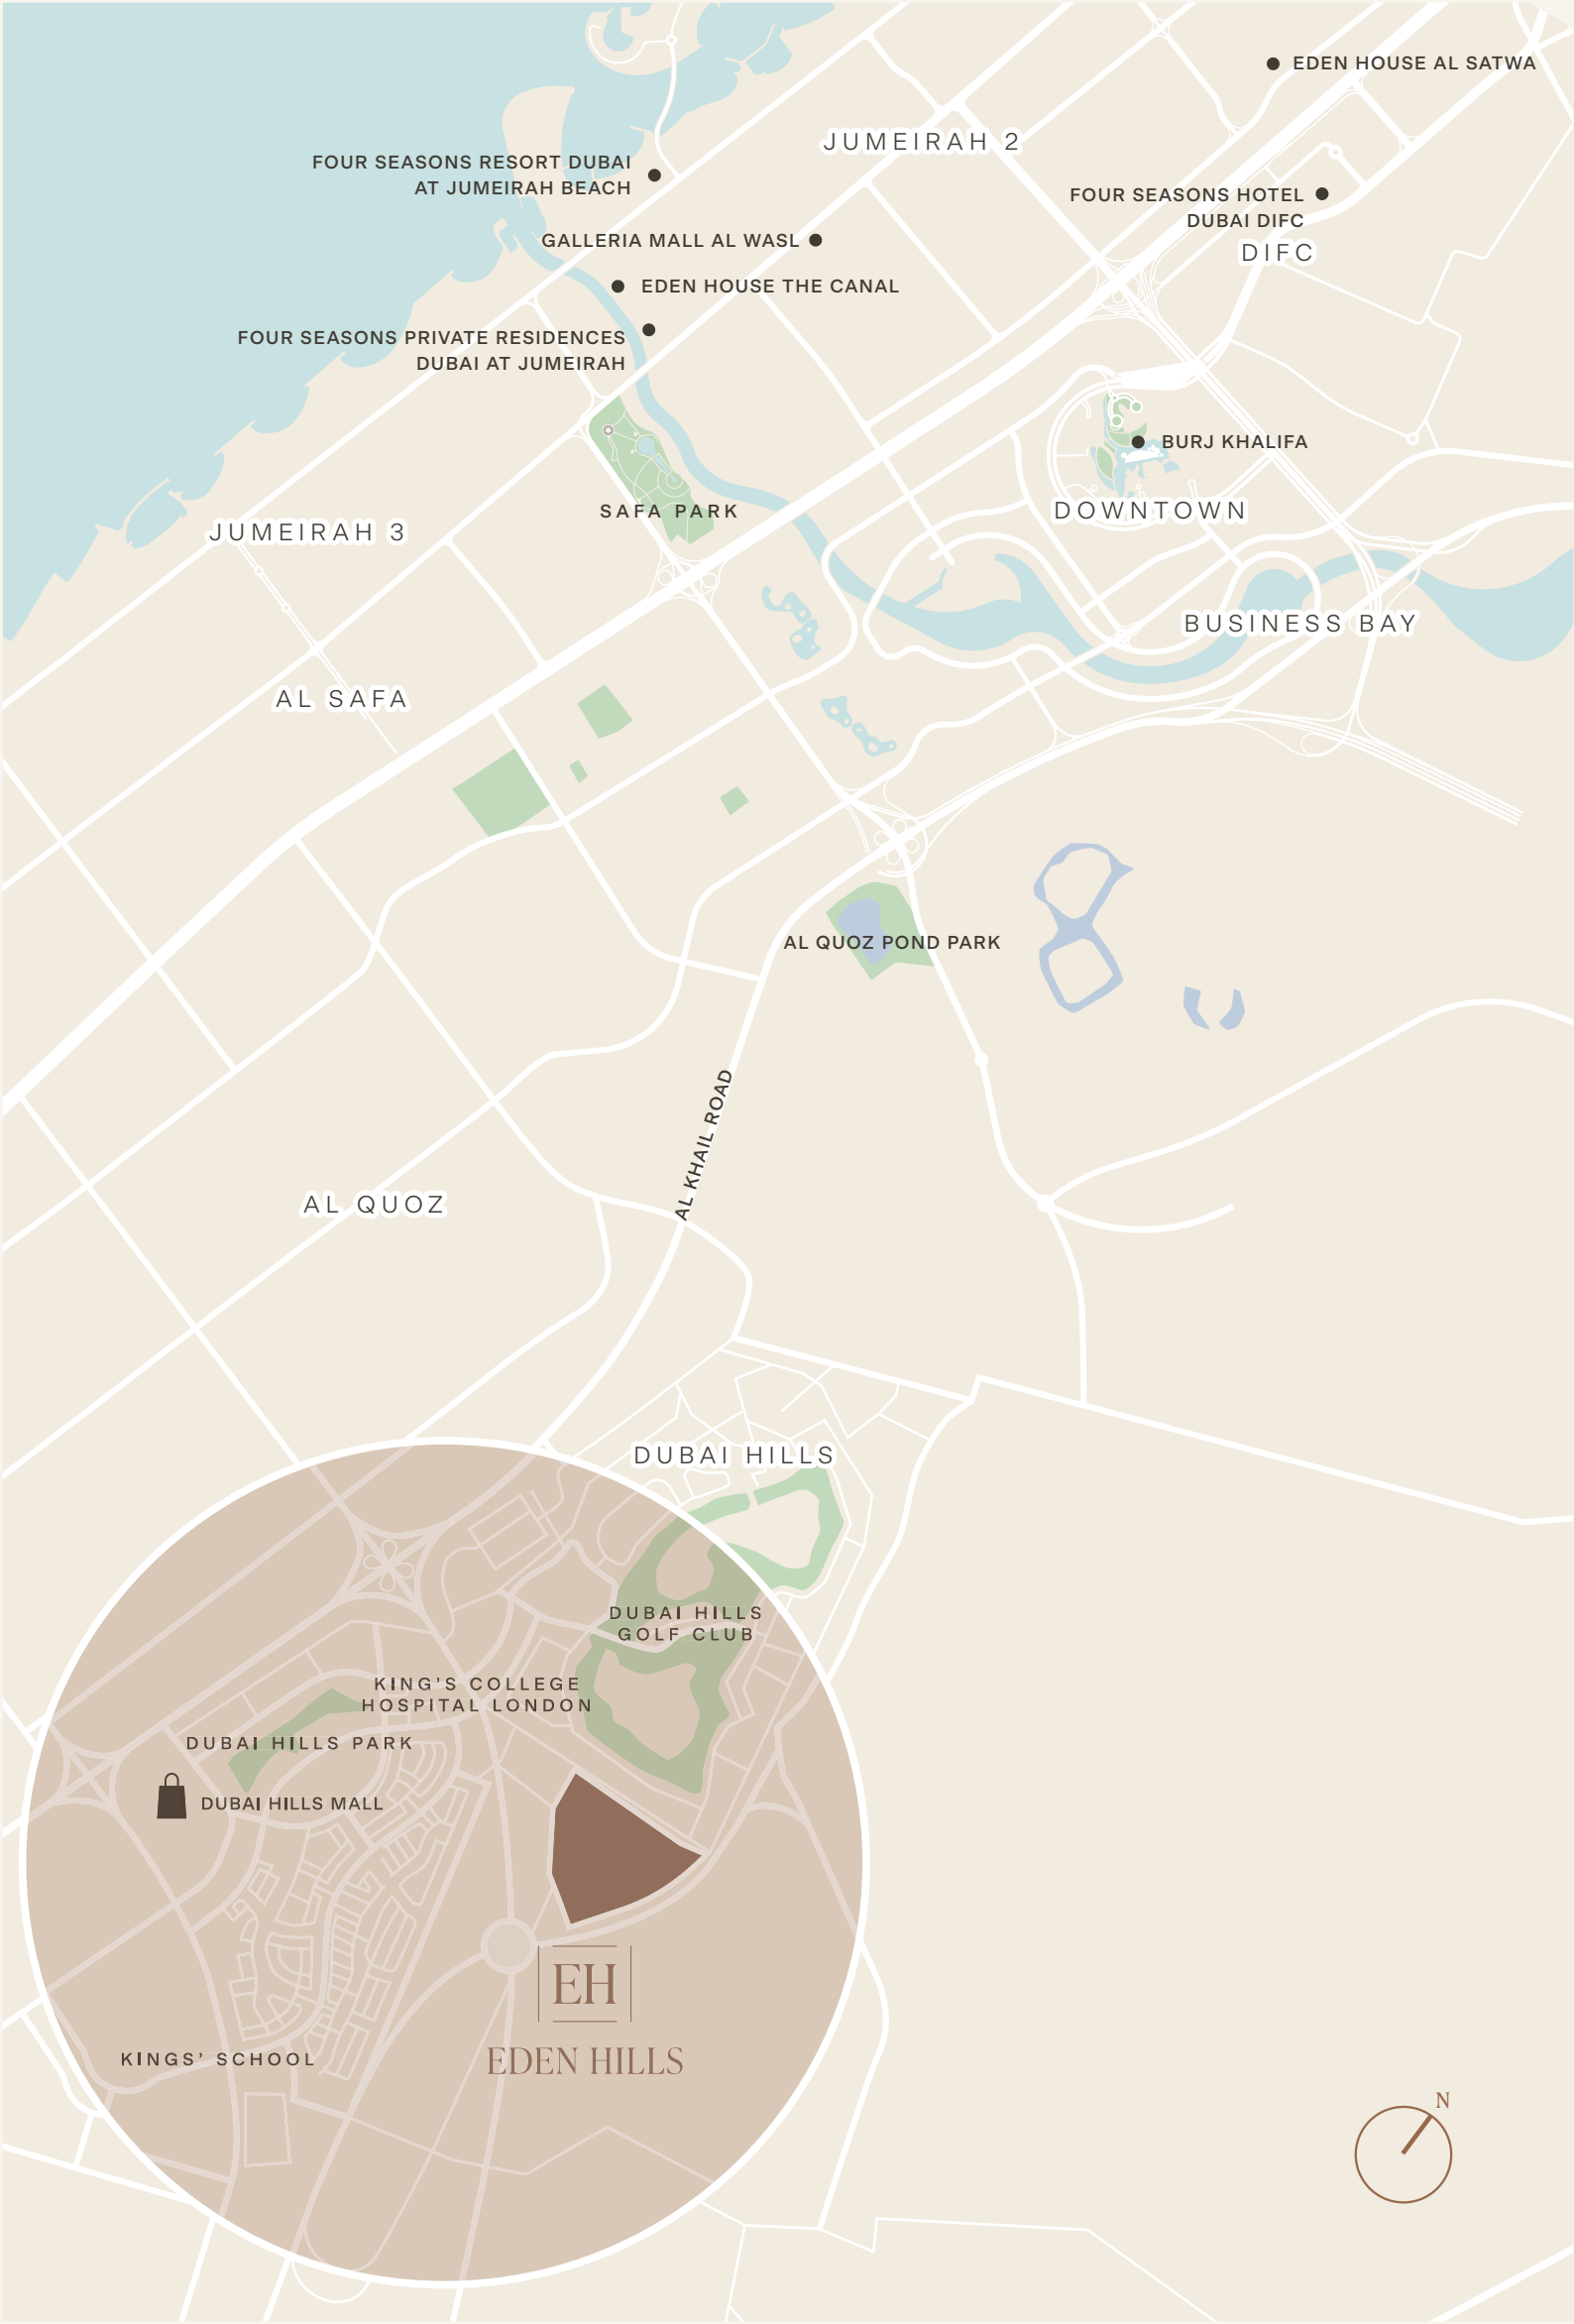 EDEN HOUSE AL SATWA
JUMEIRAH 2
FOUR SEASONS RESORT DUBAI
AT JUMEIRAH BEACH
FOUR SEASONS HOTEL
DUBAI DIFC
DIFC
GALLERIA MALL AL WASL
EDEN HOUSE THE CANAL
FOUR SEASONS PRIVATE RESIDENCES
DUBAI AT JUMEIRAH
BURJ KHALIFA
SAFA PARK
DOWNTOWN
JUMEIRAH 3
BUSINESS BAY
AL SAFA
AL QUOZ POND PARK
AL KHAIL ROAD
AL QUOZ
DUBAI HILLS
DUBAI HILLS
GOLF CLUB
KING'S COLLEGE
HOSPITAL LONDON
DUBAI HILLS PARK
DUBAI HILLS MALL
EH
EDEN HILLS
KINGS' SCHOOL
N